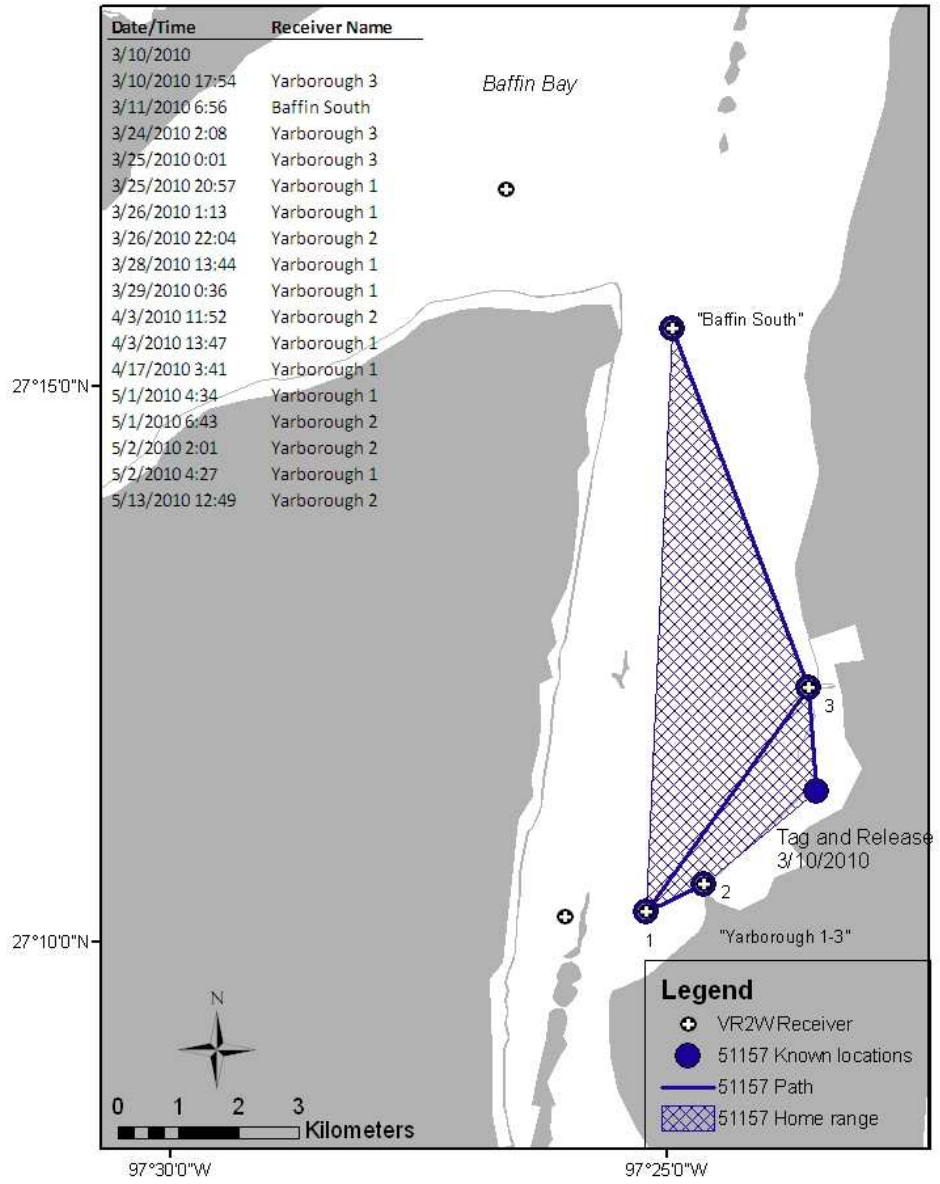 Date/Time Receiver Name
3/10/2010
3/10/2010 17:54 Yarborough 3
3/11/2010 6:56 Baffin South
3/24/2010 2:08 Yarborough 3
3/25/2010 0:01 Yarborough 3
3/25/2010 20:57 Yarborough 1
3/26/2010 1:13 Yarborough 1
3/26/2010 22:04 Yarborough 2
3/28/2010 13:44 Yarborough 1
3/29/2010 0:36 Yarborough 1
4/3/2010 11:52 Yarborough 2
4/3/2010 13:47 Yarborough 1
4/17/2010 3:41 Yarborough 1
5/1/2010 4:34 Yarborough 1
5/1/2010 6:43 Yarborough 2
5/2/2010 2:01 Yarborough 2
5/2/2010 4:27 Yarborough 1
5/13/2010 12:49 Yarborough 2
Baffin Bay
"Baffin South"
27°15'0"N
3
Tag and Release
3/10/2010
2
1
"Yarborough 1-3"
27°10'0"N
N
0 1 2 3
Kilometers
Legend
VR2W Receiver
51157 Known locations
51157 Path
51157 Home range
97°30'0"W
97°25'0"W